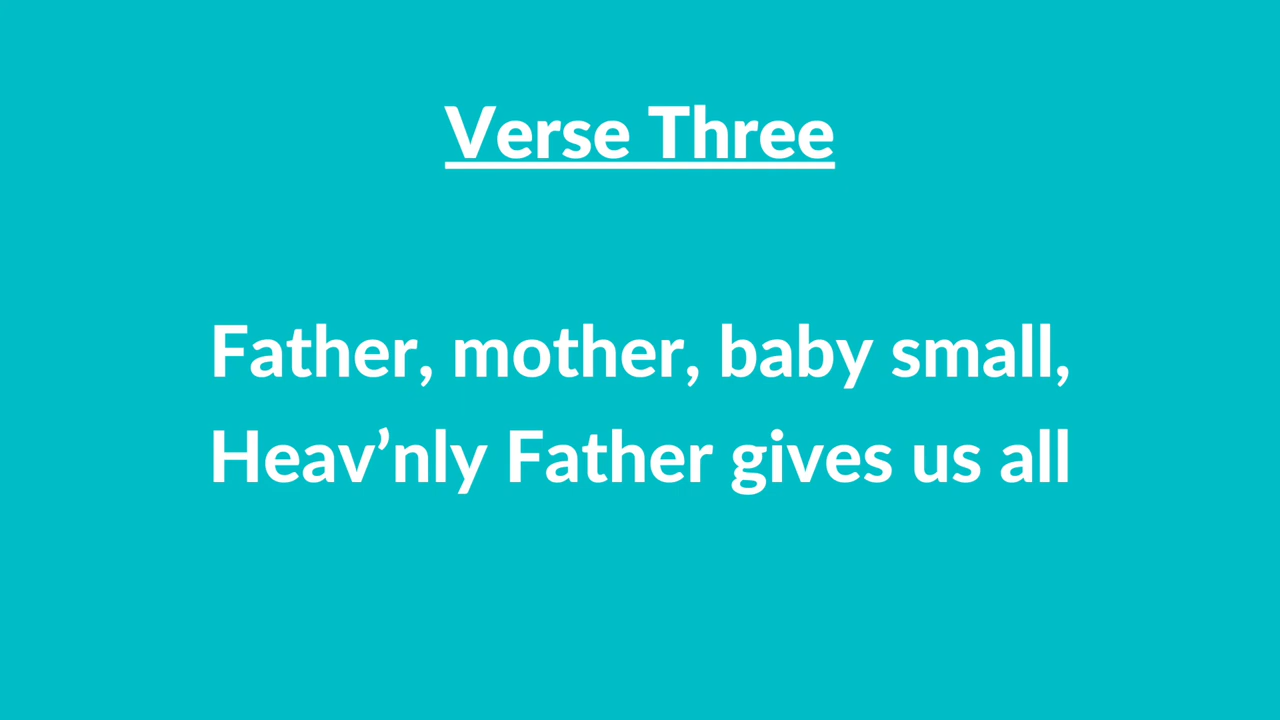 Verse Three
Father, mother, baby small,
Heav’nly Father gives us all